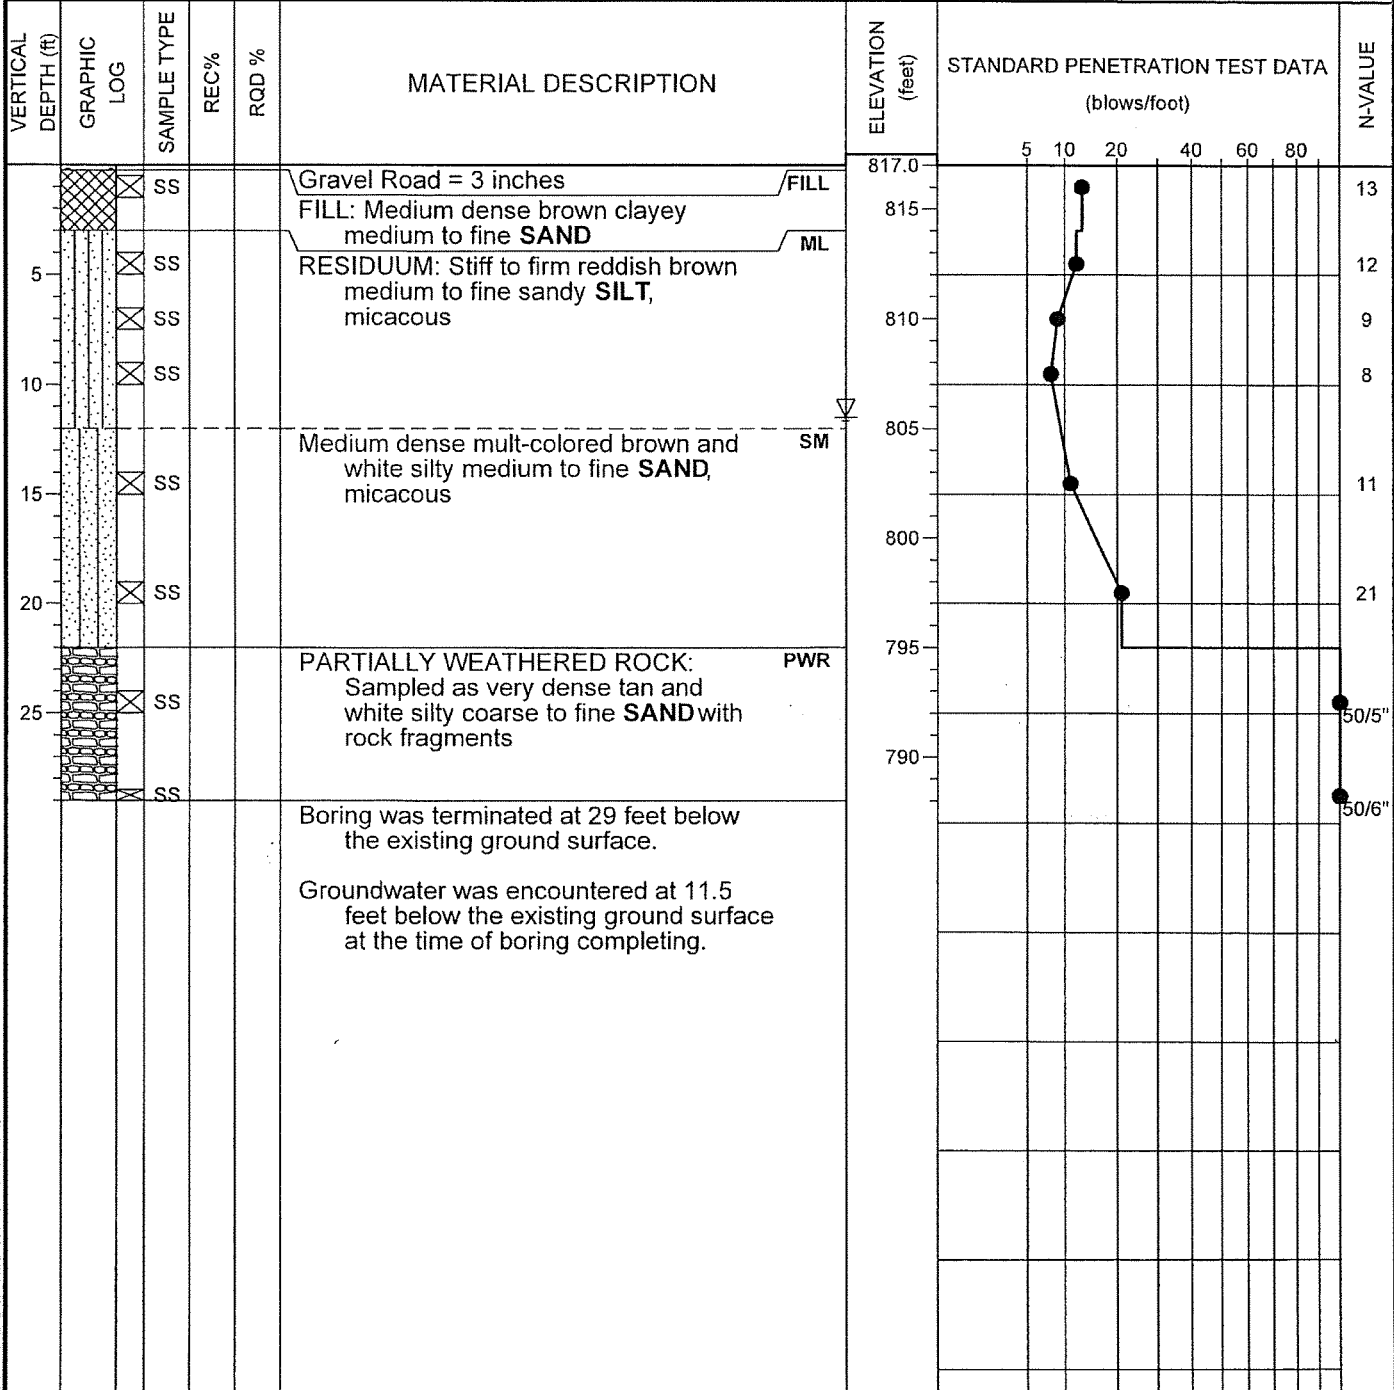 VERTICAL
DEPTH (ft)
GRAPHIC
LOG
SAMPLE TYPE
REC%
RQD %
MATERIAL DESCRIPTION
ELEVATION
(feet)
STANDARD PENETRATION TEST DATA
(blows/foot)
N-VALUE
5 10 20 40 60 80
817.0
Gravel Road = 3 inches FILL
SS
13
FILL: Medium dense brown clayey
medium to fine SAND
815
ML
5
SS
RESIDUUM: Stiff to firm reddish brown
medium to fine sandy SILT,
micacous
12
SS
810
9
10
SS
8
805
Medium dense mult-colored brown and
white silty medium to fine SAND,
micacous
SM
15
SS
11
800
20
SS
21
795
PARTIALLY WEATHERED ROCK:
Sampled as very dense tan and
white silty coarse to fine SAND with
rock fragments
PWR
25
SS
50/5"
790
SS
50/6"
Boring was terminated at 29 feet below
the existing ground surface.
Groundwater was encountered at 11.5
feet below the existing ground surface
at the time of boring completing.